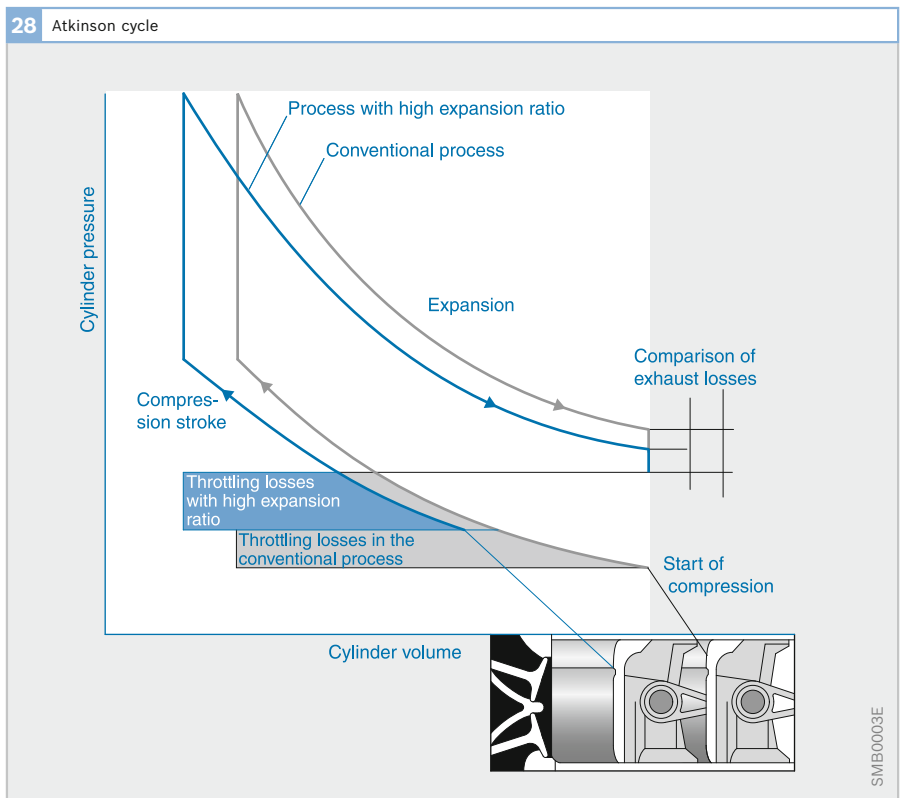 28 Atkinson cycle
Process with high expansion ratio
Conventional process
Cylinder pressure
Expansion
Comparison of
exhaust losses
Compres-
sion stroke
Throttling losses
with high expansion
ratio
Throttling losses in the
conventional process
Start of
compression
Cylinder volume
SMB0003E